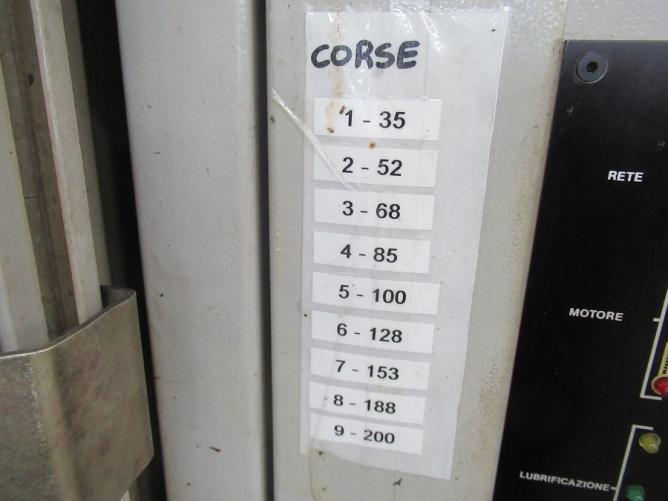 CORSE
1 - 35
2 - 52
3 - 68
4 - 85
5 - 100
6 - 128
7 - 153
8 - 188
9 - 200
RETE
MOTORE
LUBRIFICAZIONE